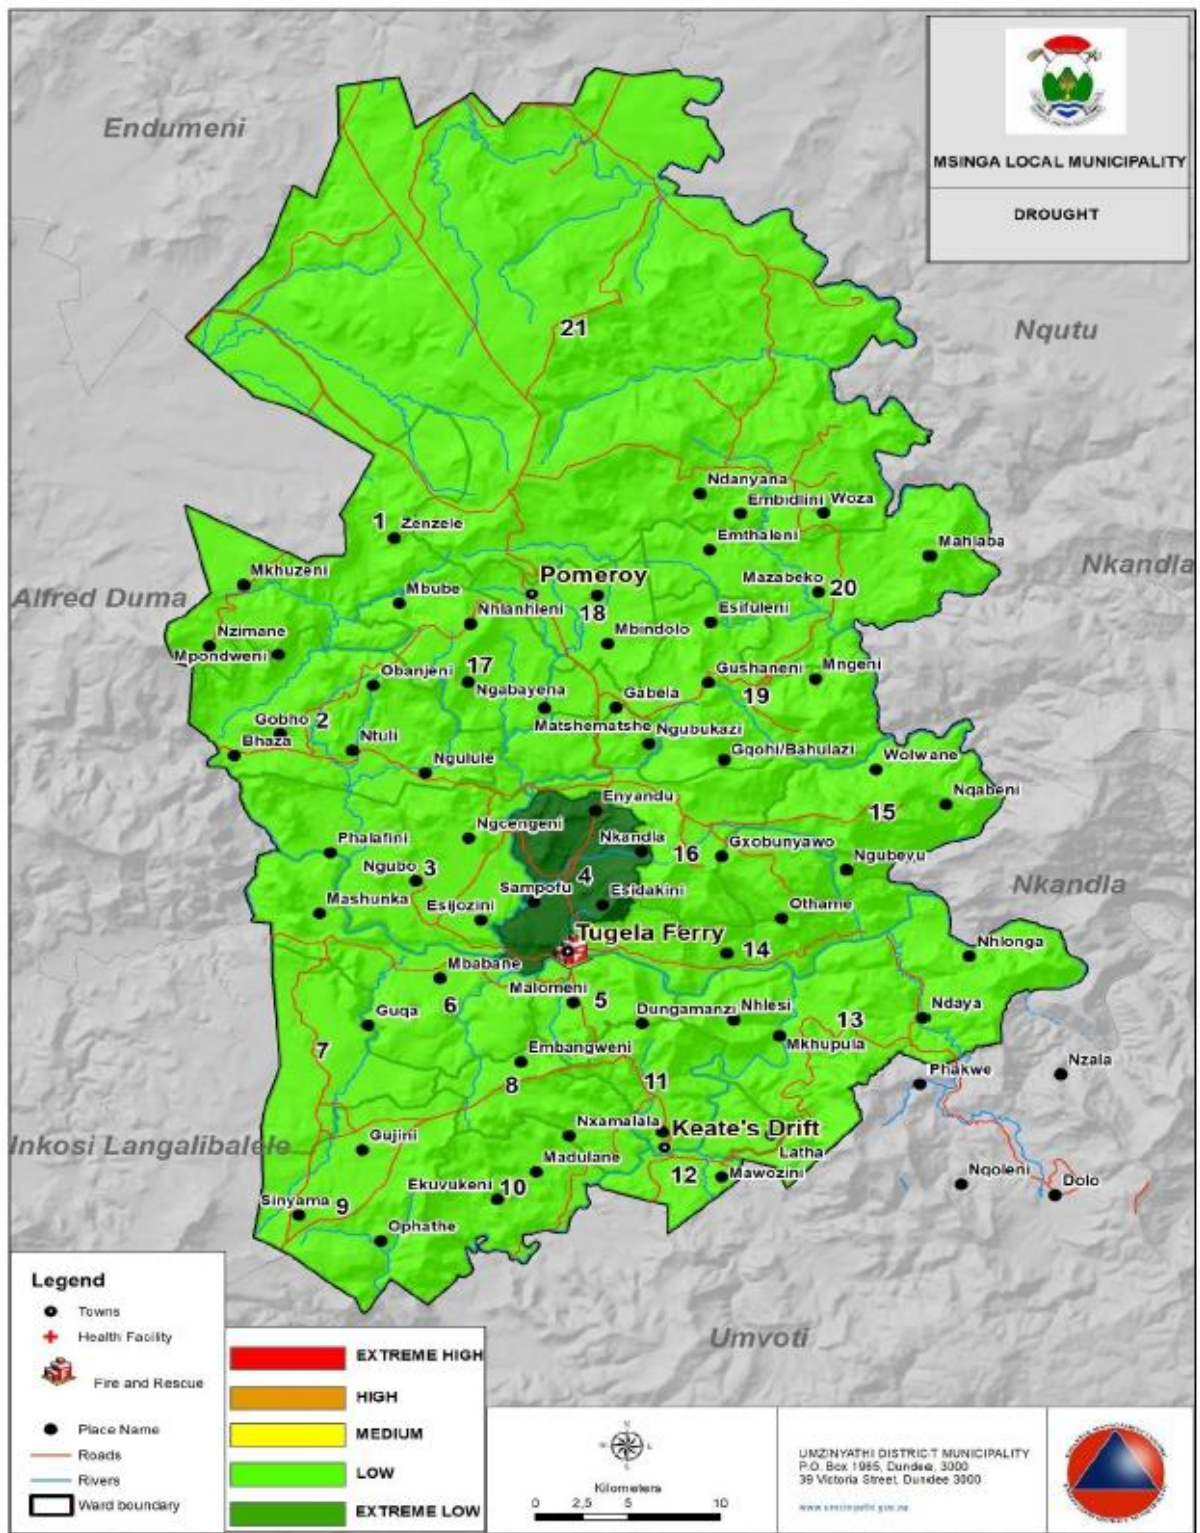 MSINGA LOCAL MUNICIPALITY
DROUGHT
Endumeni
Nqutu
21
Ndanyana
Embidlini
Woza
1
Zenzele
Emthaleni
Mahlaba
Nkandla
Mkhuzeni
Pomeroy
Mazabeko
20
Alfred Duma
Mbube
Nhlanhleni
18
Esifuleni
Nzimane
Mbindolo
Mpondweni
Obanjeni
17
Gushaneni
Mngeni
Ngabayena
Gabela
19
Gobho
2
Matshematshe
Ngubukazi
Bhaza
Ntuli
Gqohi/Bahulazi
Wolwane
Ngulule
Enyandu
Nqabeni
15
Phalafini
Ngcengeni
Nkandla
16
Gxobunyawo
Ngubo
3
4
Ngubevu
Nkandla
Mashunka
Esijozini
Sampofu
Esidakini
Othame
Tugela Ferry
14
Nhlonga
Mbabane
Malomeni
6
5
Ndaya
Guqa
Dungamanzi
Nhlesi
13
Mkhupula
7
Embangweni
Nzala
8
11
Phakwe
Inkosi Langalibalele
Gujini
Nxamalala
Keate's Drift
Madulane
Latha
Ekuvukeni
10
12
Mawozini
Nqoleni
Dolo
Sinyama
9
Ophathe
Umvoti
Legend
Towns
Health Facility
Fire and Rescue
Place Name
Roads
Rivers
Ward boundary
EXTREME HIGH
HIGH
MEDIUM
LOW
EXTREME LOW
N
Kilometers
0 2,5 5 10
UMZINYATHI DISTRICT MUNICIPALITY
P.O. Box 1965, Dundee, 3000
39 Victoria Street, Dundee 3000